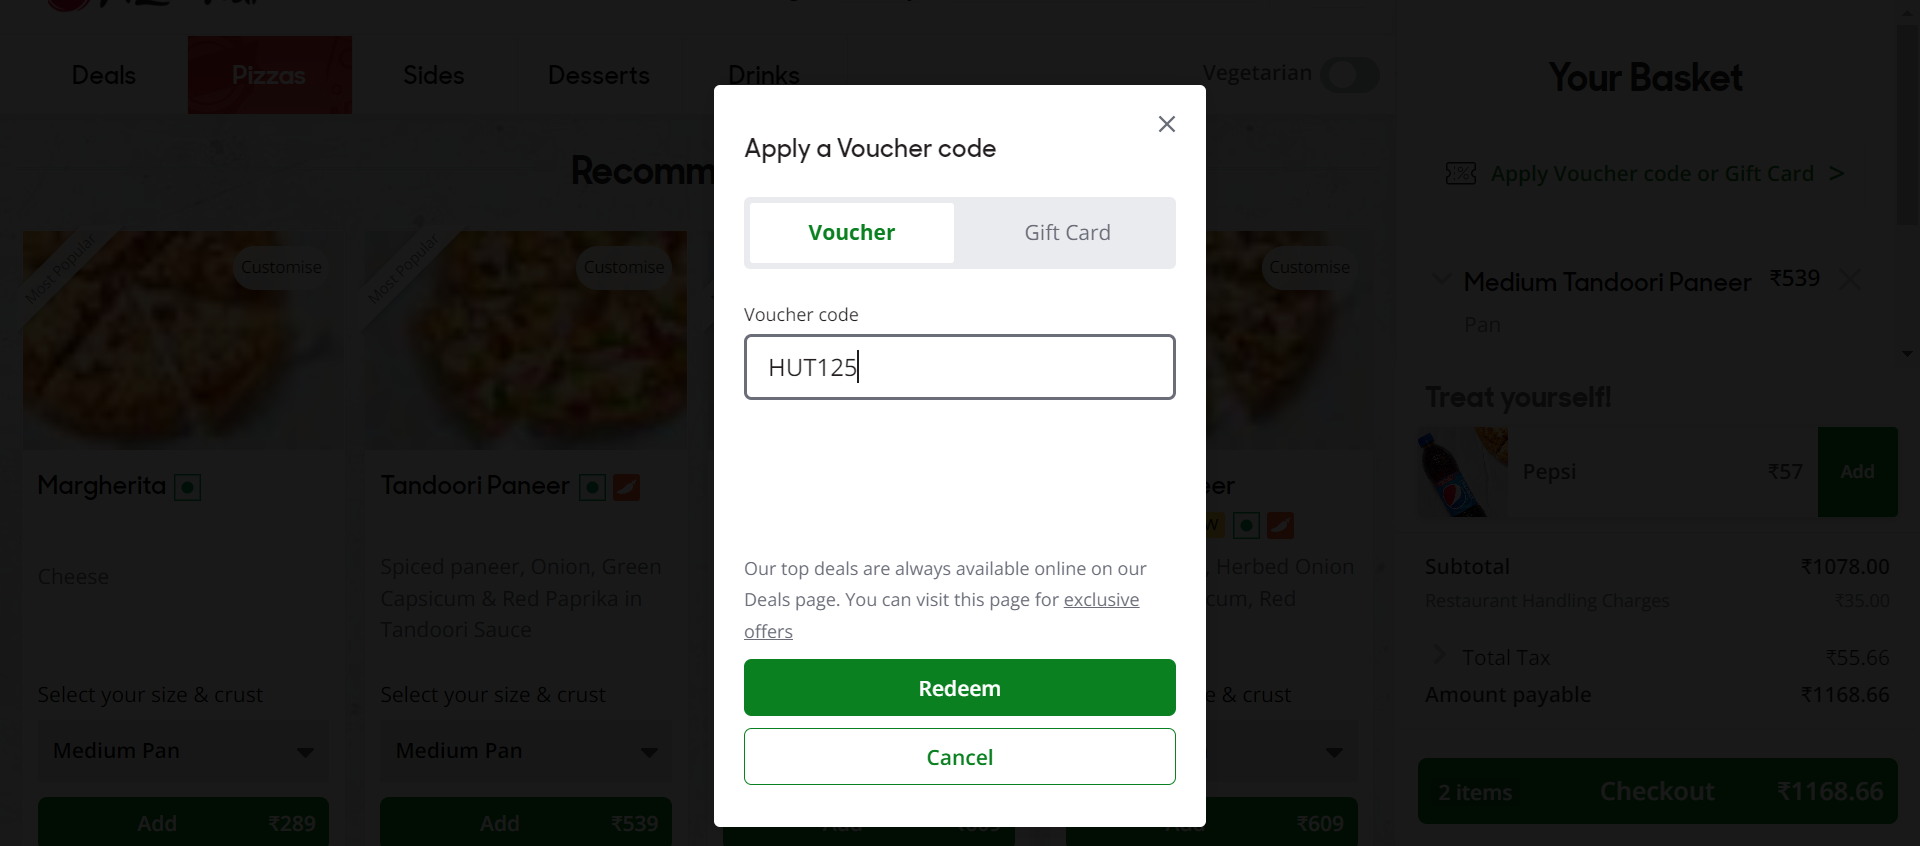 Deals
Pizzas
Sides
Desserts
Drinks
Vegetarian
Your Basket
Apply Voucher code or Gift Card >
Medium Tandoori Paneer ₹539
Pan
Treat yourself!
Pepsi ₹57 Add
Subtotal ₹1078.00
Restaurant Handling Charges ₹35.00
Total Tax ₹55.66
Amount payable ₹1168.66
2 items Checkout ₹1168.66
Apply a Voucher code
Voucher
Gift Card
Voucher code
HUT125
Our top deals are always available online on our
Deals page. You can visit this page for exclusive
offers
Redeem
Cancel
Most Popular
Customise
Margherita
Cheese
Select your size & crust
Medium Pan
Add ₹289
Most Popular
Customise
Tandoori Paneer
Spiced paneer, Onion, Green
Capsicum & Red Paprika in
Tandoori Sauce
Select your size & crust
Medium Pan
Add ₹539
Customise
, Herbed Onion
Red
& crust
Add ₹609